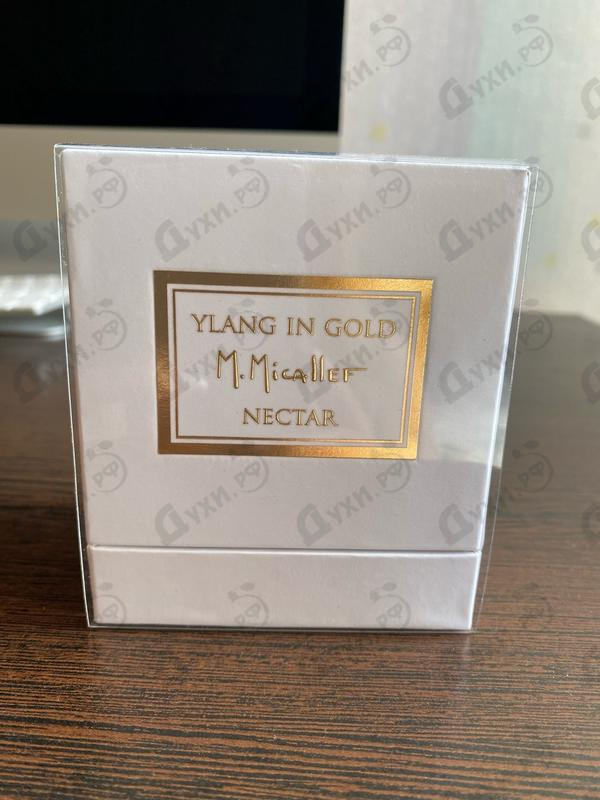 YLANG IN GOLD
M. MICALLEF
NECTAR
ДУХИ.РФ